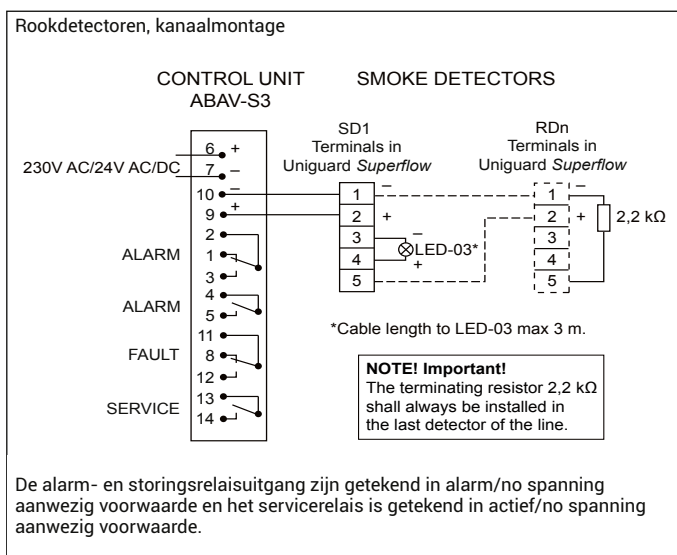 Rookdetectoren, kanaalmontage
CONTROL UNIT
ABAV-S3
SMOKE DETECTORS
SD1
Terminals in
Uniguard Superflow
RDn
Terminals in
Uniguard Superflow
230V AC/24V AC/DC
6 +
7 –
10 –
9 +
2
ALARM 1
3
4
ALARM 5
11
FAULT 8
12
13
SERVICE 14
1 –
2 +
3 –
LED-03*
4 +
5
1 –
2 + 2,2 kΩ
3
4
5
*Cable length to LED-03 max 3 m.
NOTE! Important!
The terminating resistor 2,2 kΩ
shall always be installed in
the last detector of the line.
De alarm- en storingsrelaisuitgang zijn getekend in alarm/no spanning
aanwezig voorwaarde en het servicerelais is getekend in actief/no spanning
aanwezig voorwaarde.